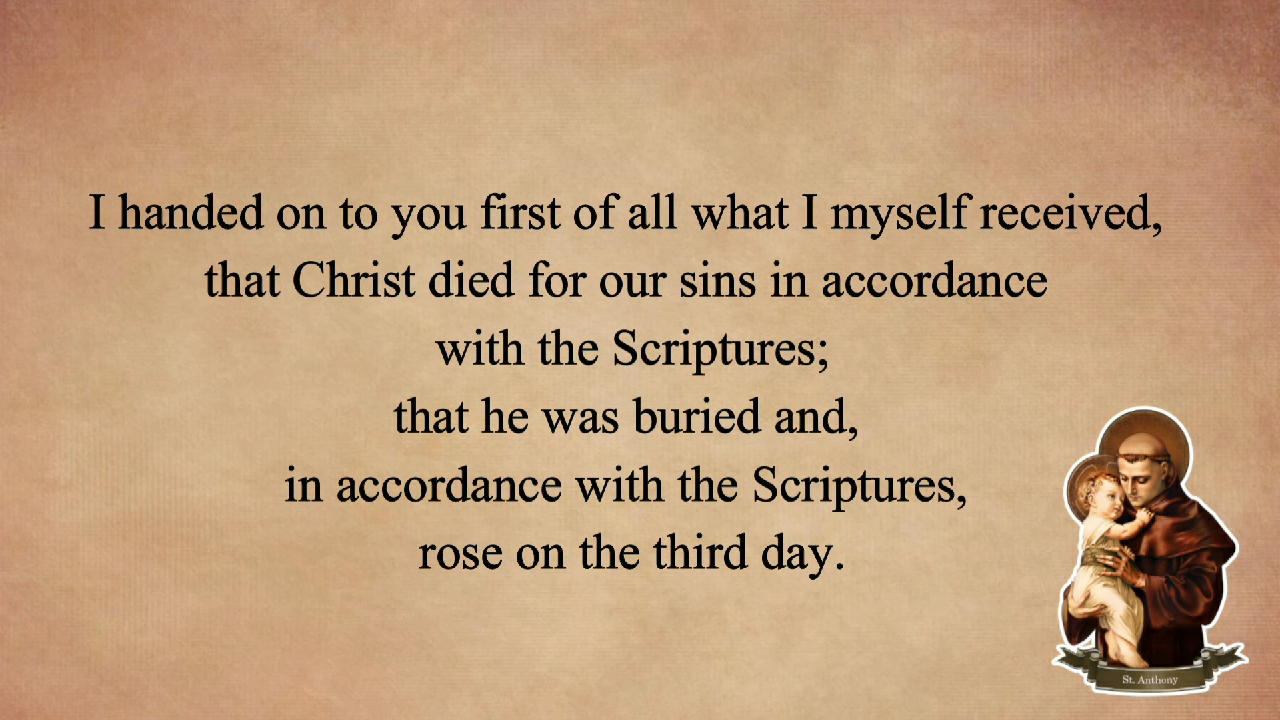 I handed on to you first of all what I myself received,
that Christ died for our sins in accordance
with the Scriptures;
that he was buried and,
in accordance with the Scriptures,
rose on the third day.
St. Anthony